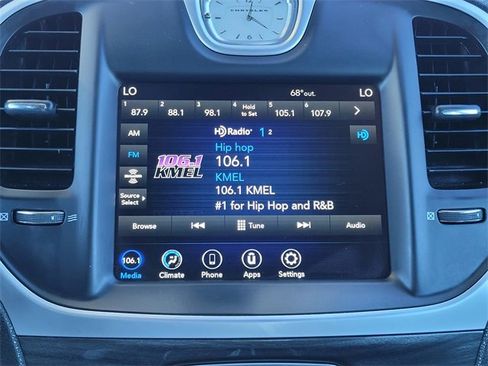 12
CHRYSLER
LO 68° out. LO
1 87.9 2 88.1 3 98.1 4 Hold to Set 5 105.1 6 107.9
AM HD Radio 1 2 HD
FM Hip hop
106.1
KMEL
106.1 KMEL
106.1 KMEL
Source Select
#1 for Hip Hop and R&B
Browse Tune Audio
106.1
Media Climate Phone Apps Settings